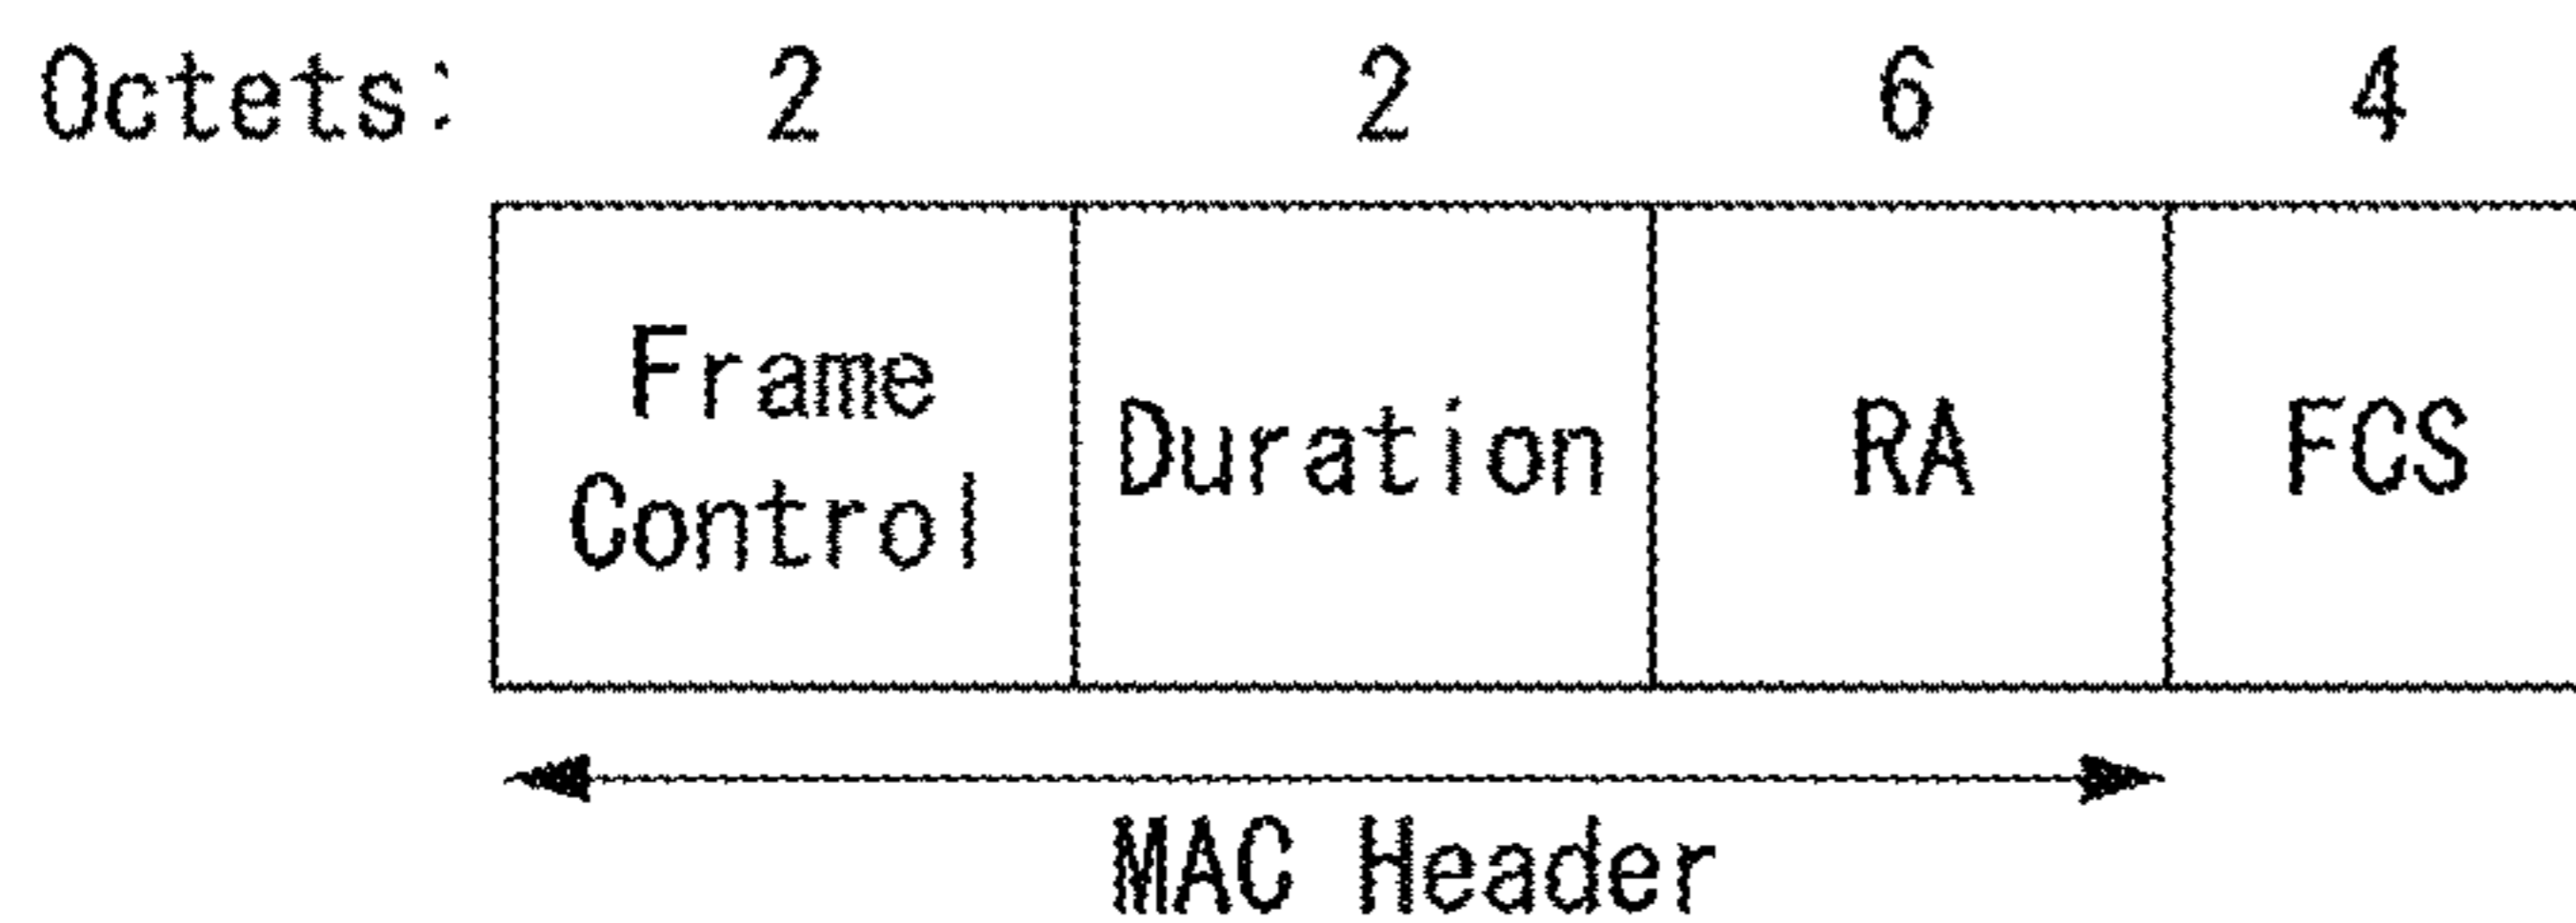 Octets: 2 2 6 4
Frame
Control
Duration
RA
FCS
MAC Header